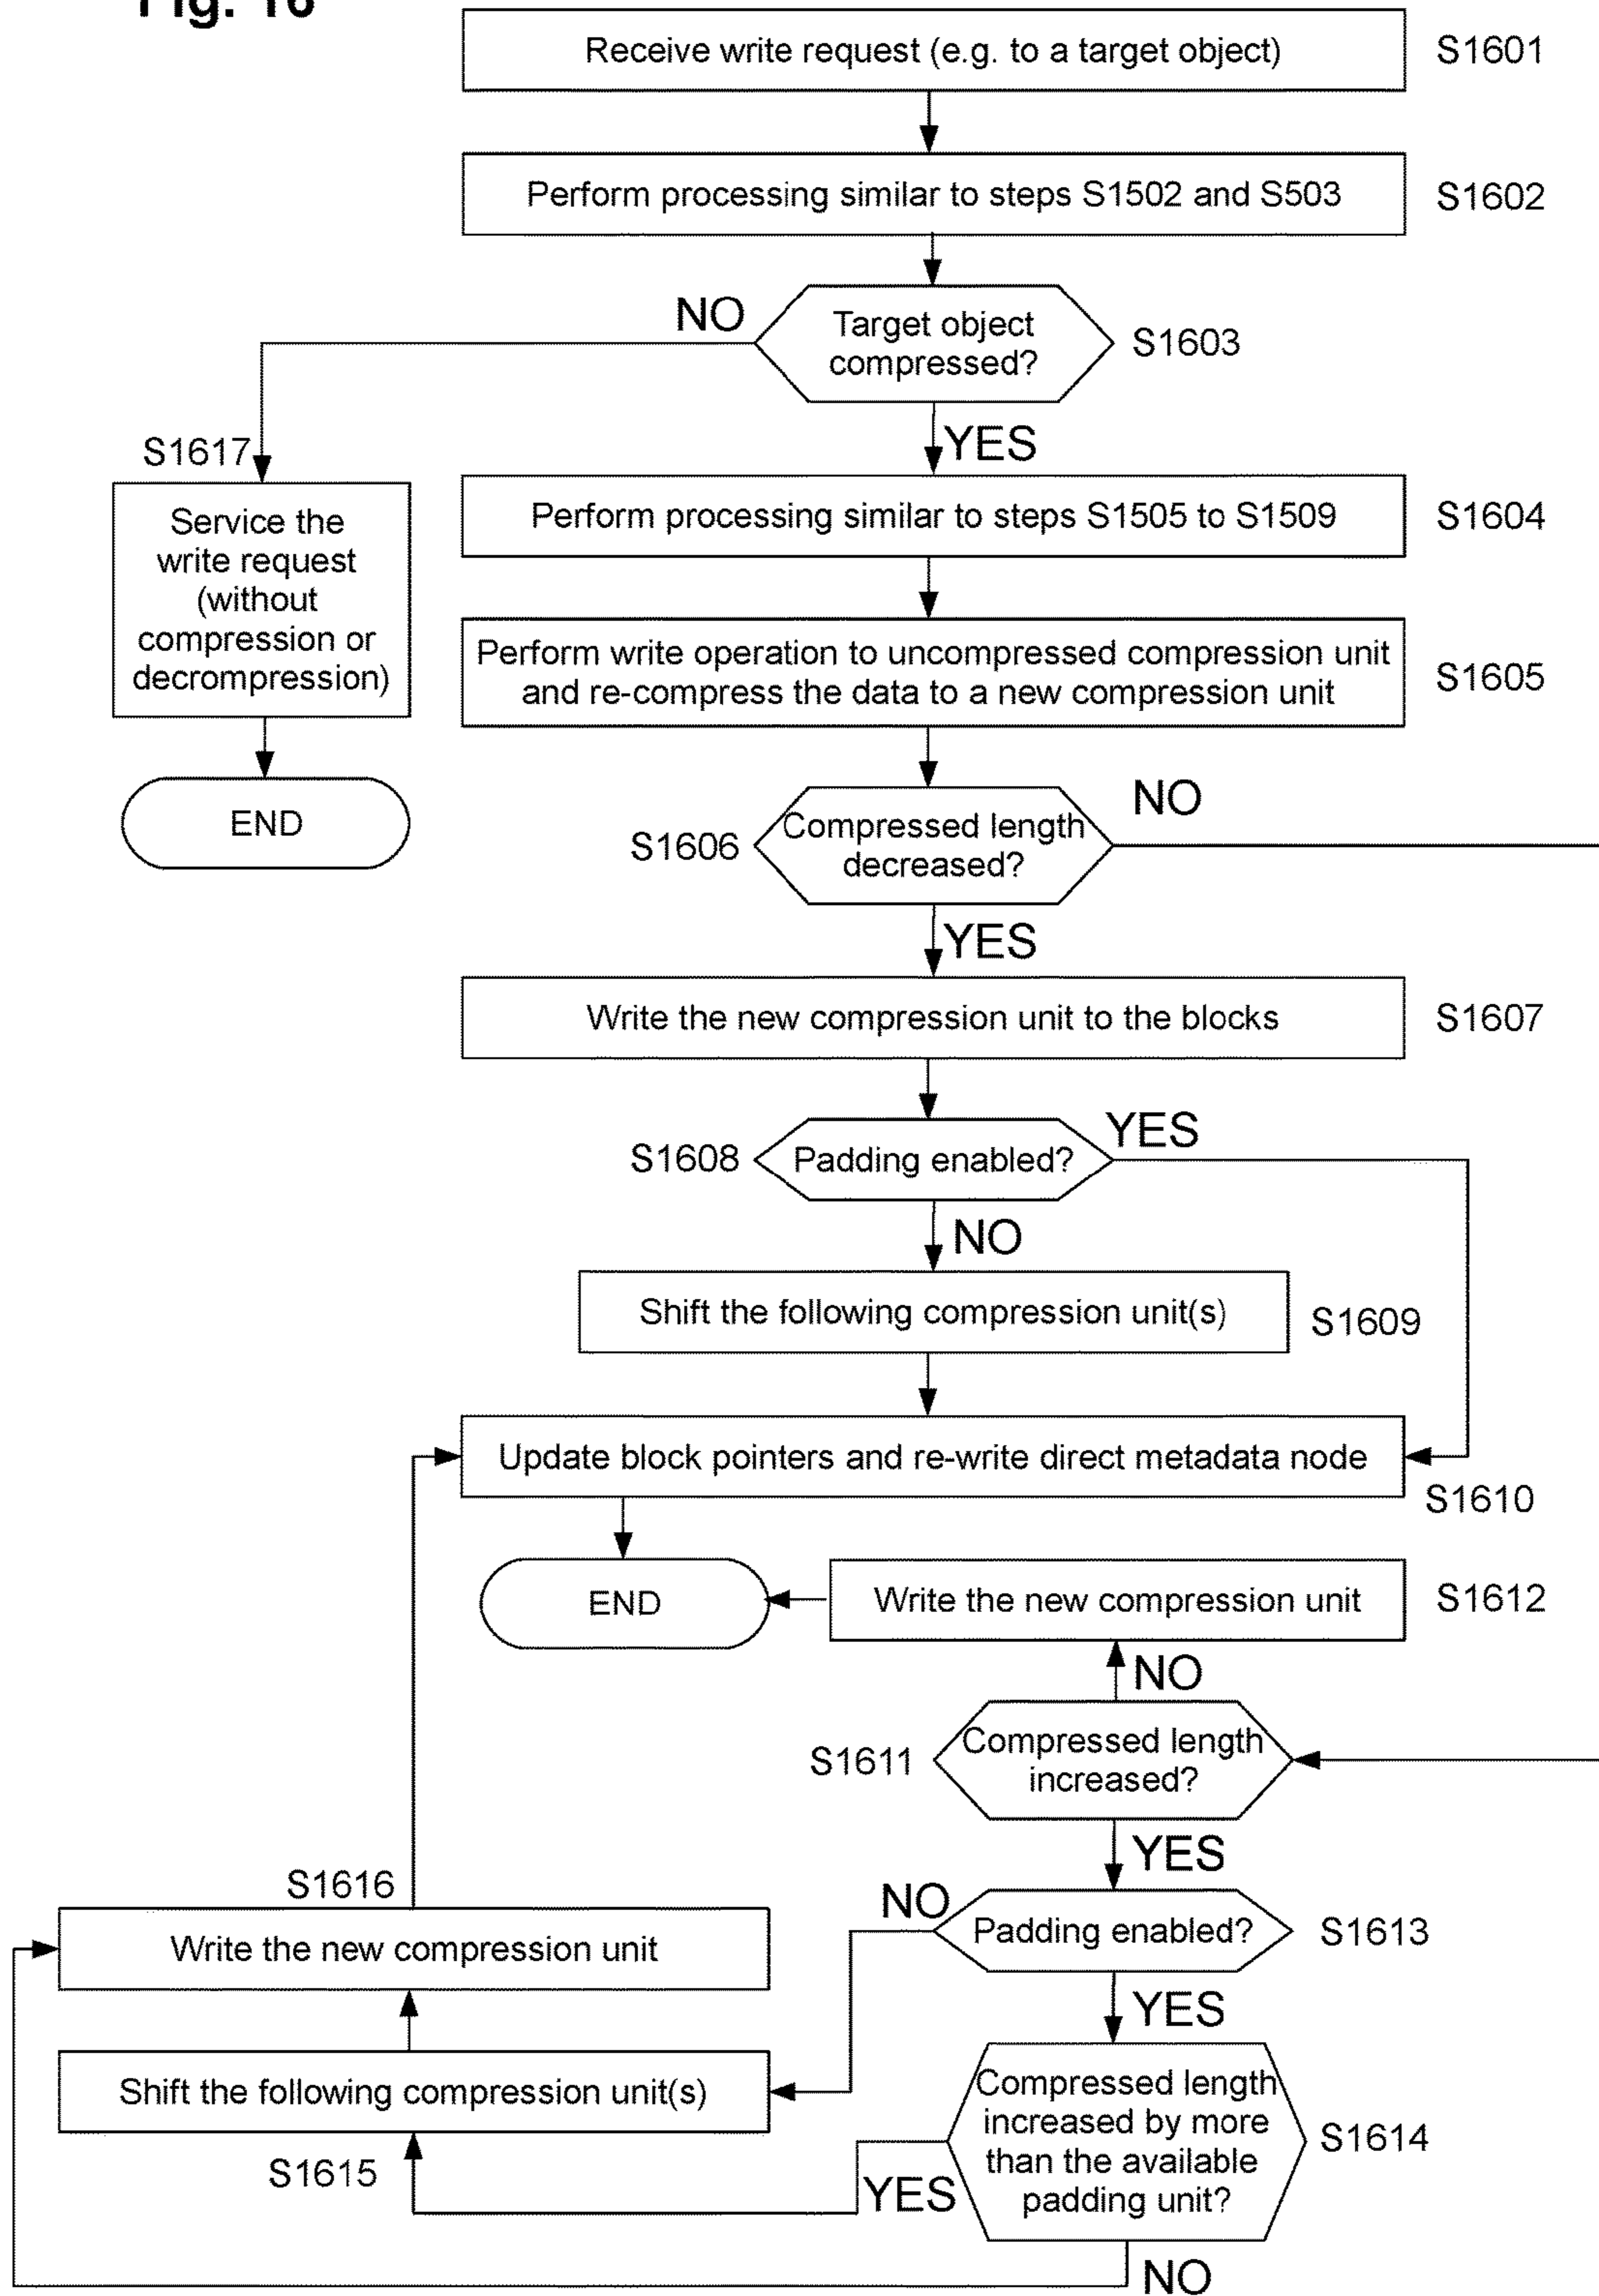 Fig. 16
Receive write request (e.g. to a target object)
S1601
Perform processing similar to steps S1502 and S503
S1602
NO
Target object
compressed?
S1603
YES
S1617
Service the
write request
(without
compression or
decrompression)
END
Perform processing similar to steps S1505 to S1509
S1604
Perform write operation to uncompressed compression unit
and re-compress the data to a new compression unit
S1605
S1606
Compressed length
decreased?
NO
YES
Write the new compression unit to the blocks
S1607
S1608
Padding enabled?
YES
NO
Shift the following compression unit(s)
S1609
Update block pointers and re-write direct metadata node
S1610
END
Write the new compression unit
S1612
NO
S1611
Compressed length
increased?
YES
S1616
Write the new compression unit
NO
Padding enabled?
S1613
YES
Shift the following compression unit(s)
S1615
Compressed length
increased by more
than the available
padding unit?
S1614
YES
NO